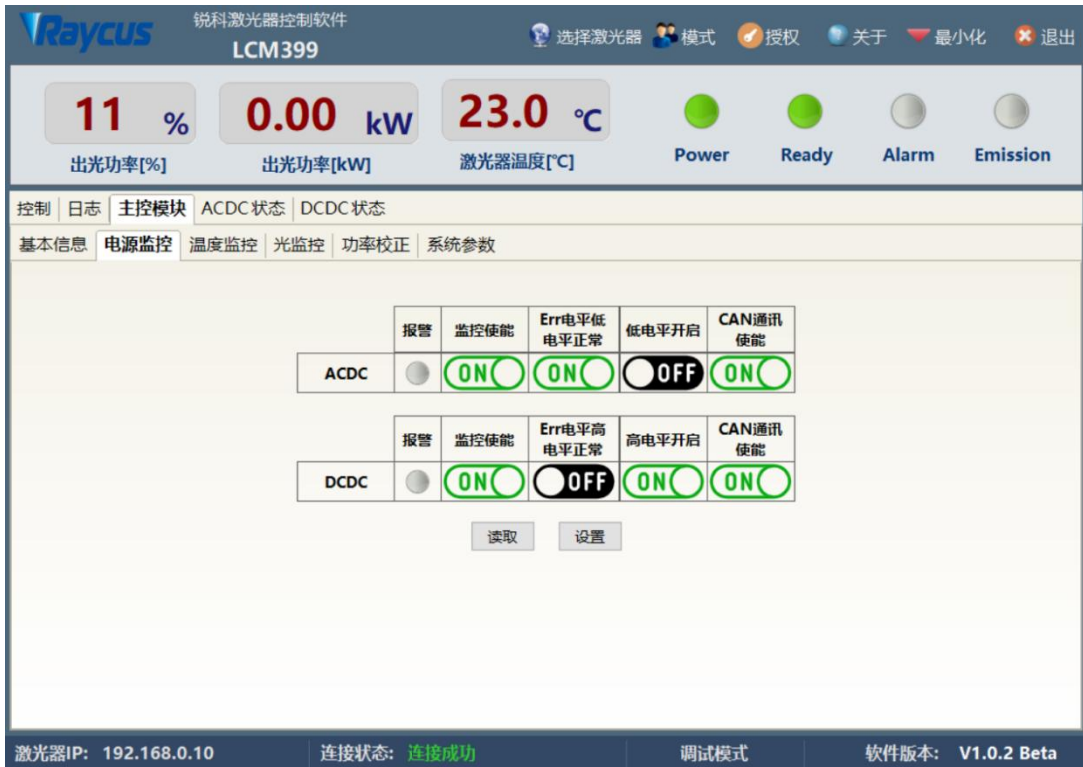 Raycus
锐科激光器控制软件
LCM399
选择激光器 模式 授权 关于 最小化 退出
11 % 0.00 kW 23.0 ℃
出光功率[%] 出光功率[kW] 激光器温度[℃] Power Ready Alarm Emission
控制 日志 主控模块 ACDC状态 DCDC状态
基本信息 电源监控 温度监控 光监控 功率校正 系统参数
报警 监控使能 Err电平低电平正常 低电平开启 CAN通讯使能
ACDC ON ON OFF ON
报警 监控使能 Err电平高电平正常 高电平开启 CAN通讯使能
DCDC ON OFF ON ON
读取 设置
激光器IP: 192.168.0.10 连接状态: 连接成功 调试模式 软件版本: V1.0.2 Beta